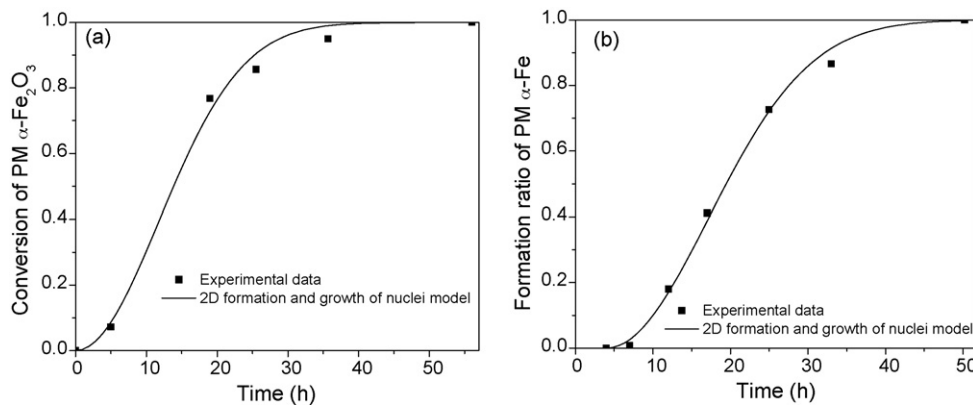 (a)
Conversion of PM α-Fe₂O₃
1.0
0.8
0.6
0.4
0.2
0.0
Experimental data
2D formation and growth of nuclei model
0
10
20
30
40
50
Time (h)
(b)
Formation ratio of PM α-Fe
1.0
0.8
0.6
0.4
0.2
0.0
Experimental data
2D formation and growth of nuclei model
0
10
20
30
40
50
Time (h)